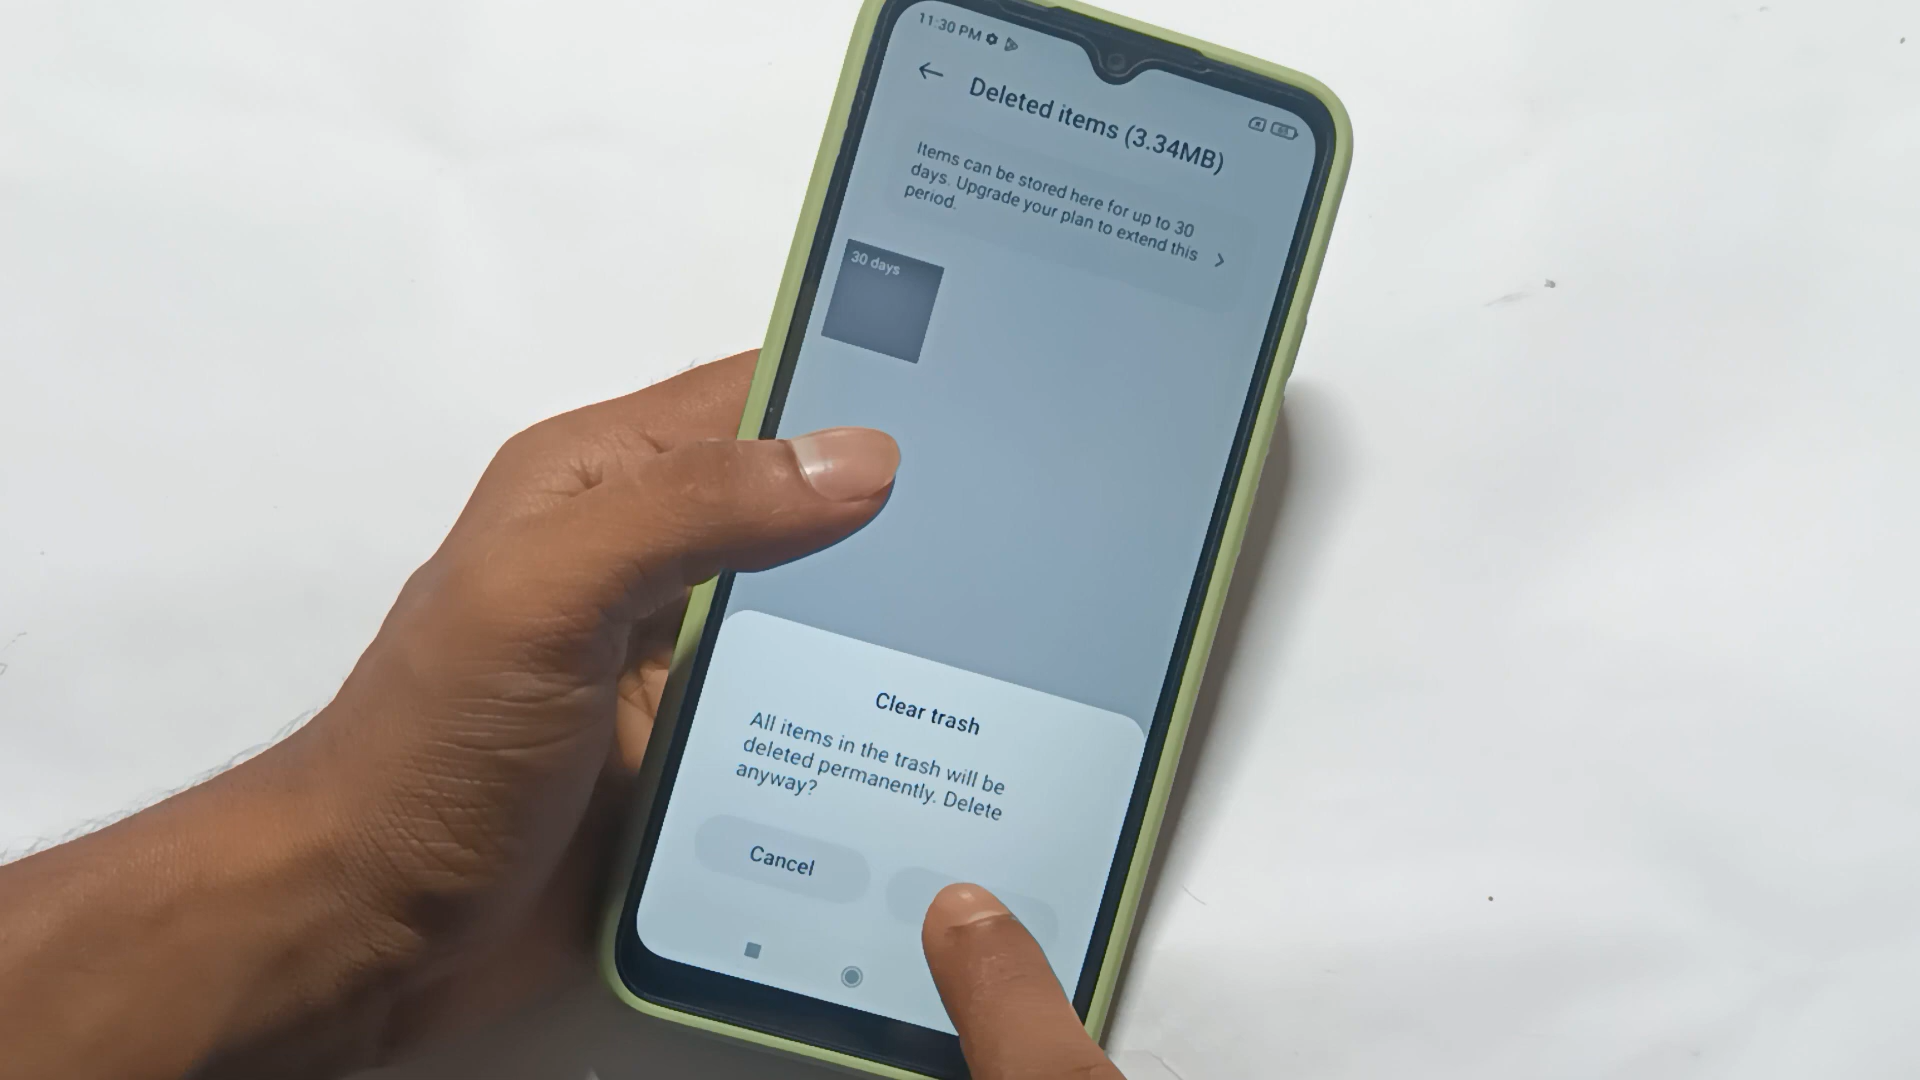 11:30 PM
Deleted items (3.34MB)
Items can be stored here for up to 30
days. Upgrade your plan to extend this
period.
30 days
Clear trash
All items in the trash will be
deleted permanently. Delete
anyway?
Cancel